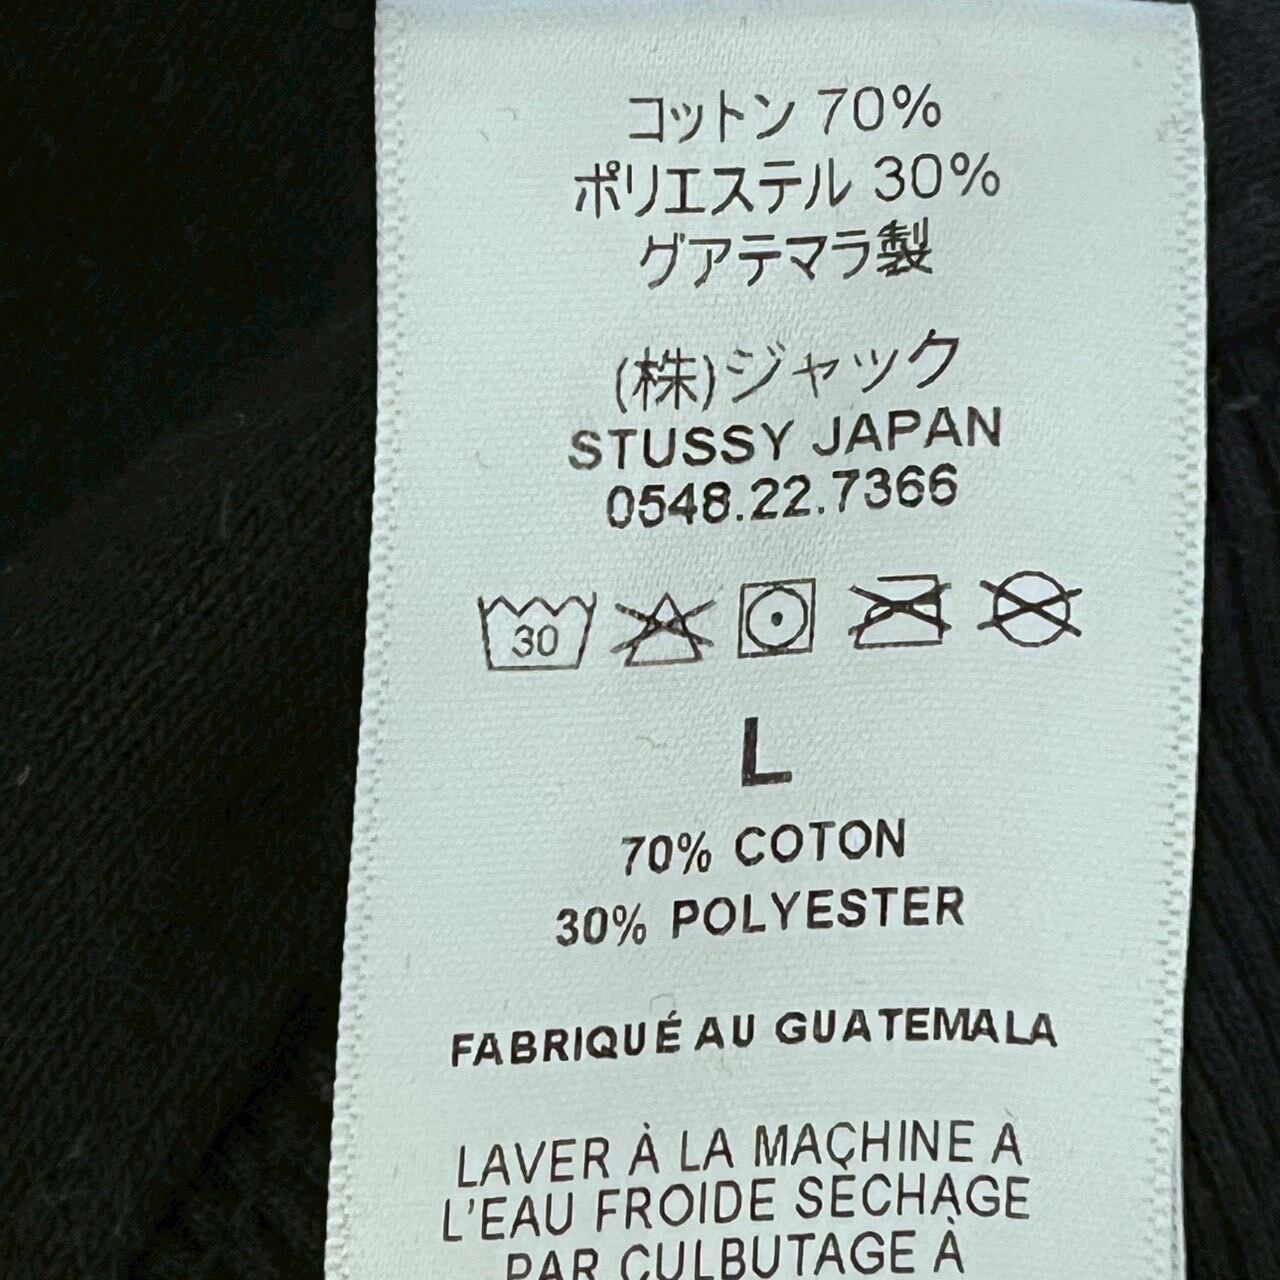 コットン 70%
ポリエステル 30%
グアテマラ製
(株)ジャック
STUSSY JAPAN
0548.22.7366
30
L
70% COTON
30% POLYESTER
FABRIQUÉ AU GUATEMALA
LAVER À LA MAÇHINE À
L'EAU FROIDE SECHAGE
PAR CULBUTAGE À